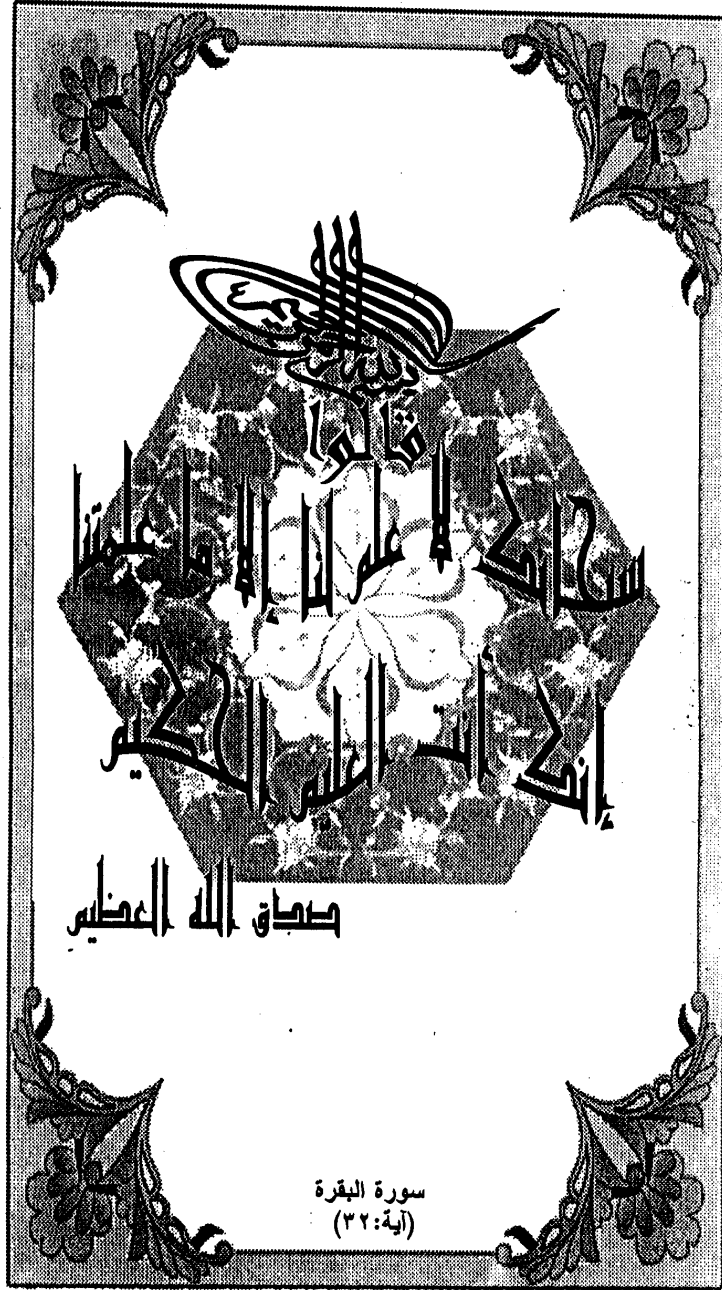 بسم الله الرحمن الرحيم
قالوا
سبحانك لا علم لنا إلا ما علمتنا
إنك أنت العليم الحكيم
صدق الله العظيم
سورة البقرة
(آية:٣٢)